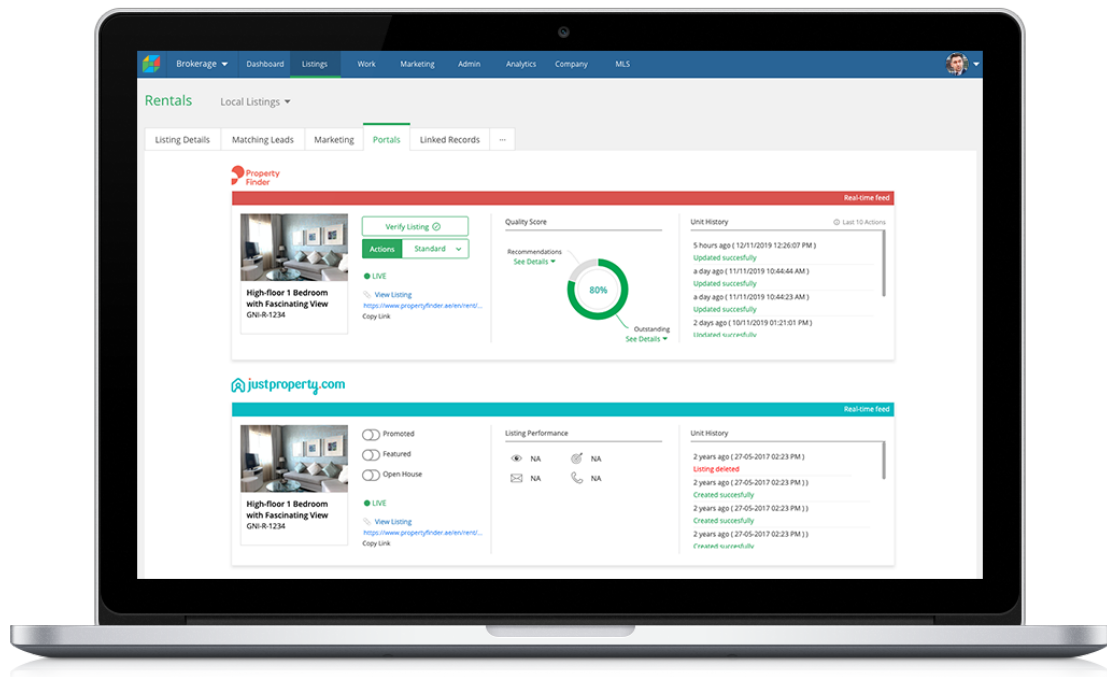 Brokerage Dashboard Listings Work Marketing Admin Analytics Company MLS
Rentals Local Listings
Listing Details Matching Leads Marketing Portals Linked Records ...
Property
Finder
Real-time feed
Verify Listing
Actions Standard
LIVE
View Listing
https://www.propertyfinder.ae/en/rent/...
Copy Link
High-floor 1 Bedroom
with Fascinating View
GNI-R-1234
Quality Score
Recommendations
See Details
80%
Outstanding
See Details
Unit History Last 10 Actions
5 hours ago ( 12/11/2019 12:26:07 PM )
Updated succesfully
a day ago ( 11/11/2019 10:44:44 AM )
Updated succesfully
a day ago ( 11/11/2019 10:44:23 AM )
Updated succesfully
2 days ago ( 10/11/2019 01:21:01 PM )
Updated succesfully
justproperty.com
Real-time feed
High-floor 1 Bedroom
with Fascinating View
GNI-R-1234
Promoted
Featured
Open House
LIVE
View Listing
https://www.propertyfinder.ae/en/rent/...
Copy Link
Listing Performance
NA NA
NA NA
Unit History
2 years ago ( 27-05-2017 02:23 PM )
Listing deleted
2 years ago ( 27-05-2017 02:23 PM ) )
Created succesfully
2 years ago ( 27-05-2017 02:23 PM ) )
Created succesfully
2 years ago ( 27-05-2017 02:23 PM ) )
Created succesfully